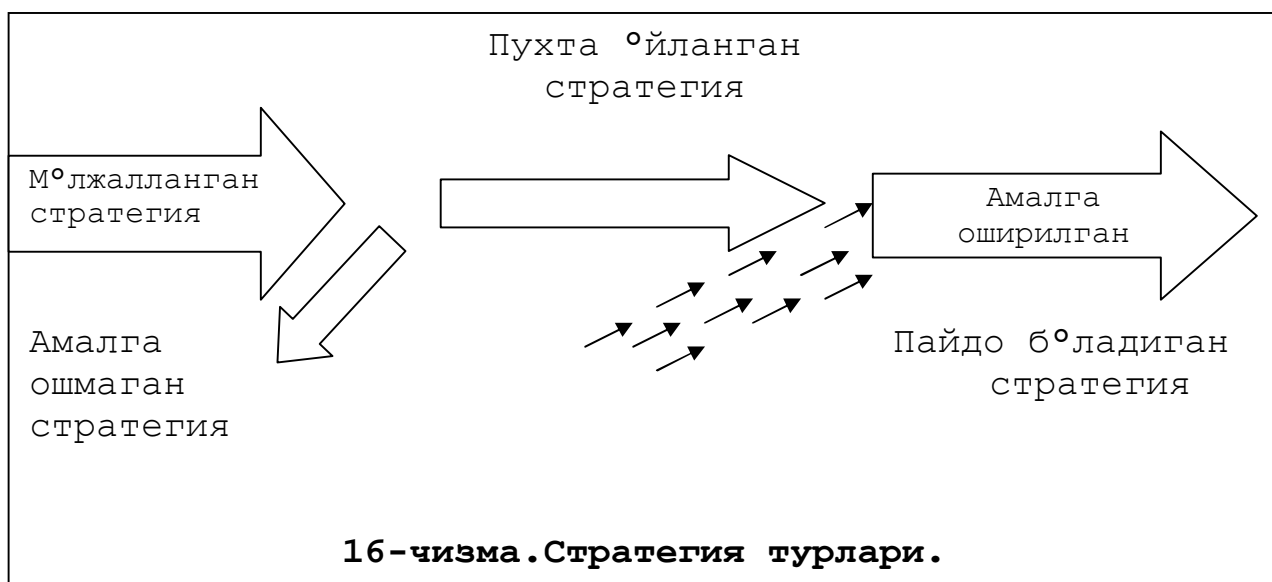 Пухта °йланган
стратегия
М°лжалланган
стратегия
Амалга
оширилган
Амалга
ошмаган
стратегия
Пайдо б°ладиган
стратегия
16-чизма.Стратегия турлари.